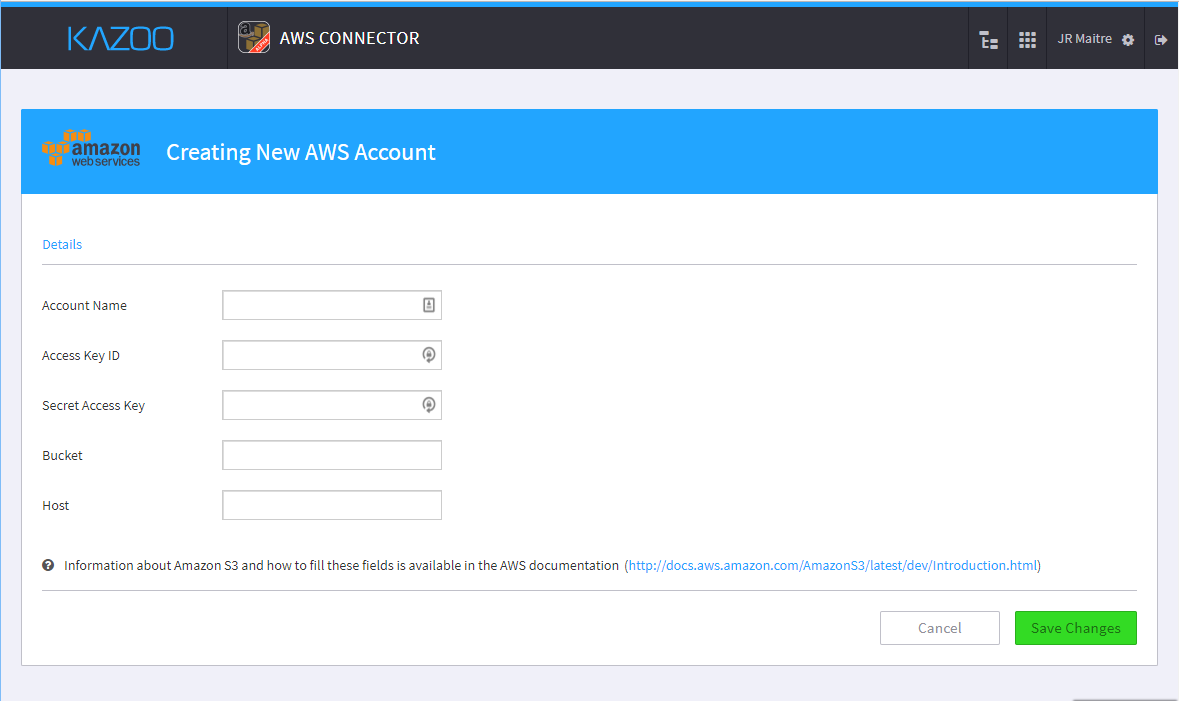 KAZOO
a
ALPHA
AWS CONNECTOR
JR Maitre
amazon
web services
Creating New AWS Account
Details
Account Name
Access Key ID
Secret Access Key
Bucket
Host
Information about Amazon S3 and how to fill these fields is available in the AWS documentation (http://docs.aws.amazon.com/AmazonS3/latest/dev/Introduction.html)
Cancel
Save Changes